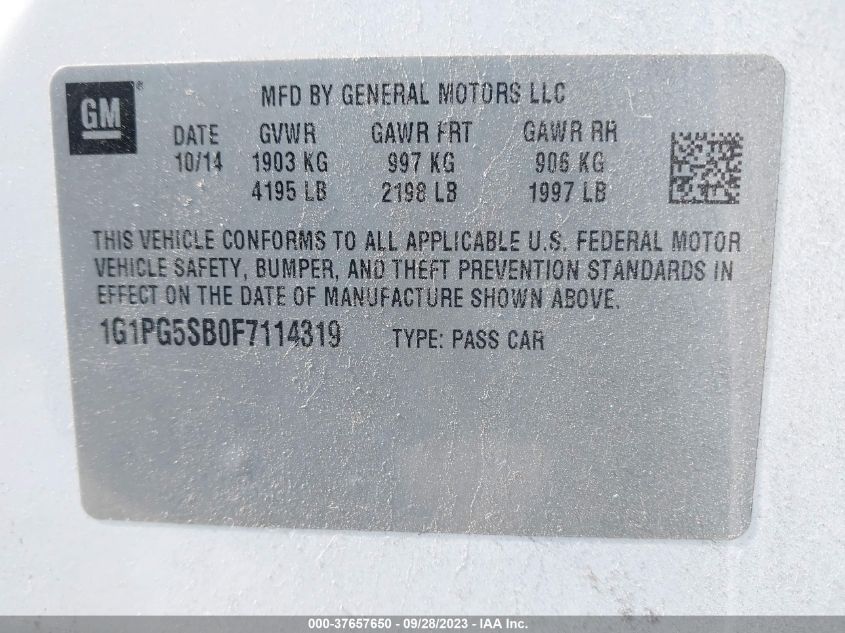 GM ®
MFD BY GENERAL MOTORS LLC
DATE GVWR GAWR FRT GAWR RR
10/14 1903 KG 997 KG 906 KG
4195 LB 2198 LB 1997 LB
THIS VEHICLE CONFORMS TO ALL APPLICABLE U.S. FEDERAL MOTOR
VEHICLE SAFETY, BUMPER, AND THEFT PREVENTION STANDARDS IN
EFFECT ON THE DATE OF MANUFACTURE SHOWN ABOVE.
1G1PG5SB0F7114319 TYPE: PASS CAR
000-37657650 - 09/28/2023 - IAA Inc.